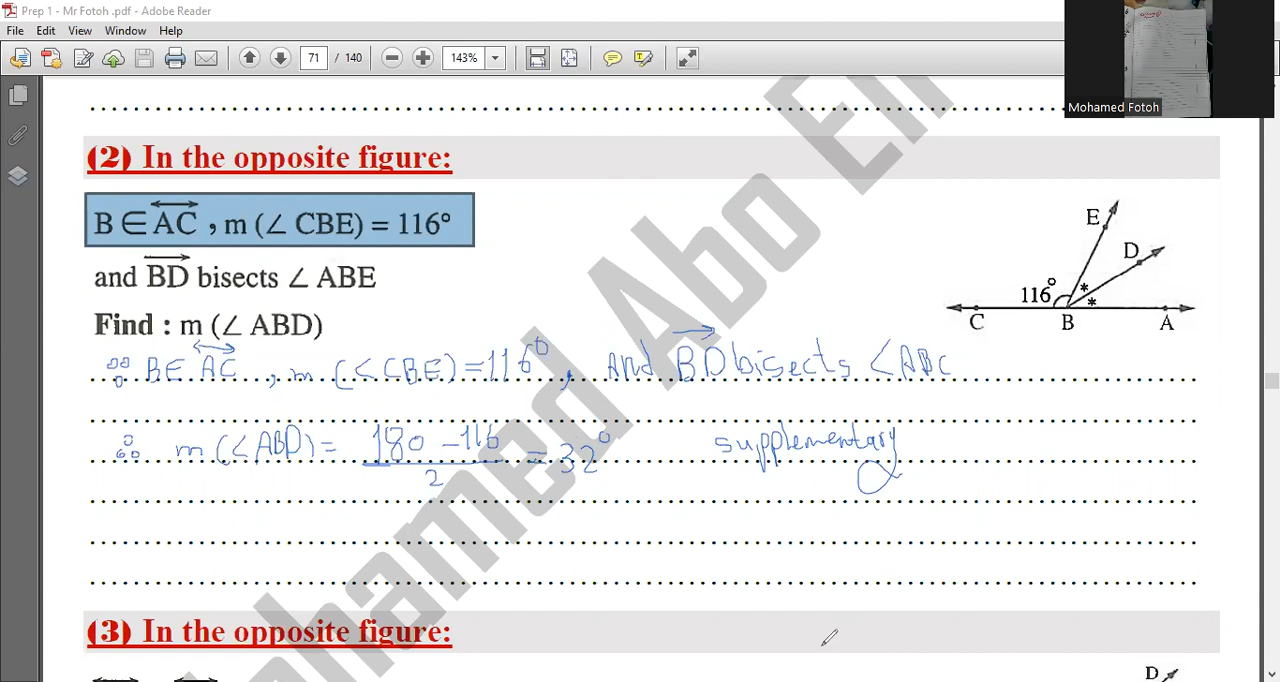 Prep 1 - Mr Fotoh .pdf - Adobe Reader
File Edit View Window Help
71 / 140 143%
Mohamed Fotoh
(2) In the opposite figure:
B ∈ AC , m (∠ CBE) = 116°
and BD bisects ∠ ABE
Find : m (∠ ABD)
E
D
116°
C B A
∵ B∈ AC , m (∠CBE) = 116° , AND BD bisects ∠ABC
∴ m (∠ABD) = 180 - 116 / 2 = 32° supplementary
(3) In the opposite figure:
D
Mohamed Abo El